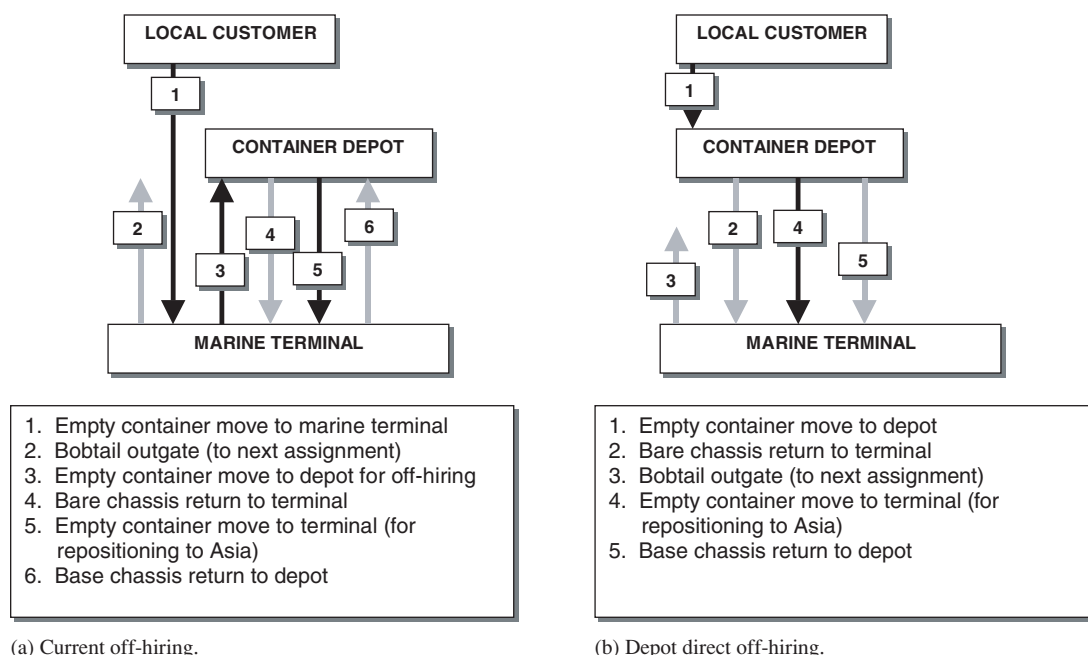 LOCAL CUSTOMER
1
CONTAINER DEPOT
2
3
4
5
6
MARINE TERMINAL
1. Empty container move to marine terminal
2. Bobtail outgate (to next assignment)
3. Empty container move to depot for off-hiring
4. Bare chassis return to terminal
5. Empty container move to terminal (for
repositioning to Asia)
6. Base chassis return to depot
(a) Current off-hiring.
LOCAL CUSTOMER
1
CONTAINER DEPOT
2
4
5
3
MARINE TERMINAL
1. Empty container move to depot
2. Bare chassis return to terminal
3. Bobtail outgate (to next assignment)
4. Empty container move to terminal (for
repositioning to Asia)
5. Base chassis return to depot
(b) Depot direct off-hiring.